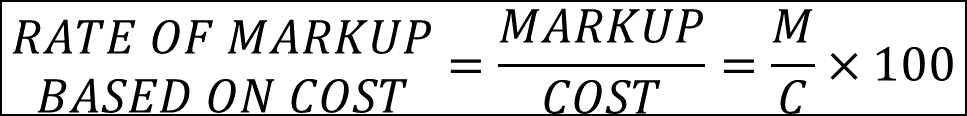 RATE OF MARKUP BASED ON COST = MARKUP / COST = M / C × 100